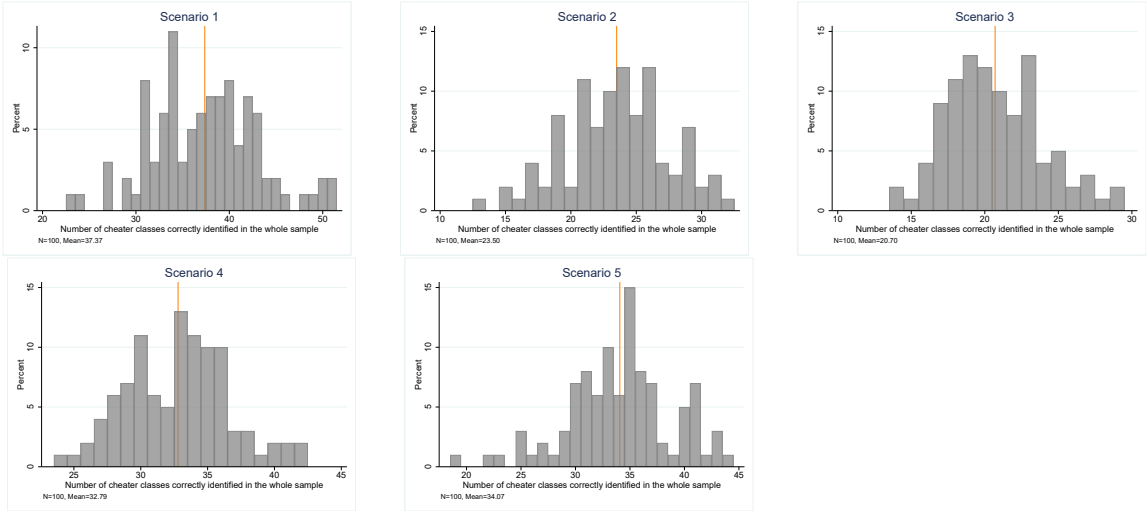 Scenario 1
Percent
0 5 10
20 30 40 50
Number of cheater classes correctly identified in the whole sample
N=100, Mean=37.37
Scenario 2
Percent
0 5 10 15
10 15 20 25 30
Number of cheater classes correctly identified in the whole sample
N=100, Mean=23.50
Scenario 3
Percent
0 5 10 15
10 15 20 25 30
Number of cheater classes correctly identified in the whole sample
N=100, Mean=20.70
Scenario 4
Percent
0 5 10 15
25 30 35 40 45
Number of cheater classes correctly identified in the whole sample
N=100, Mean=32.79
Scenario 5
Percent
0 5 10 15
20 25 30 35 40 45
Number of cheater classes correctly identified in the whole sample
N=100, Mean=34.07